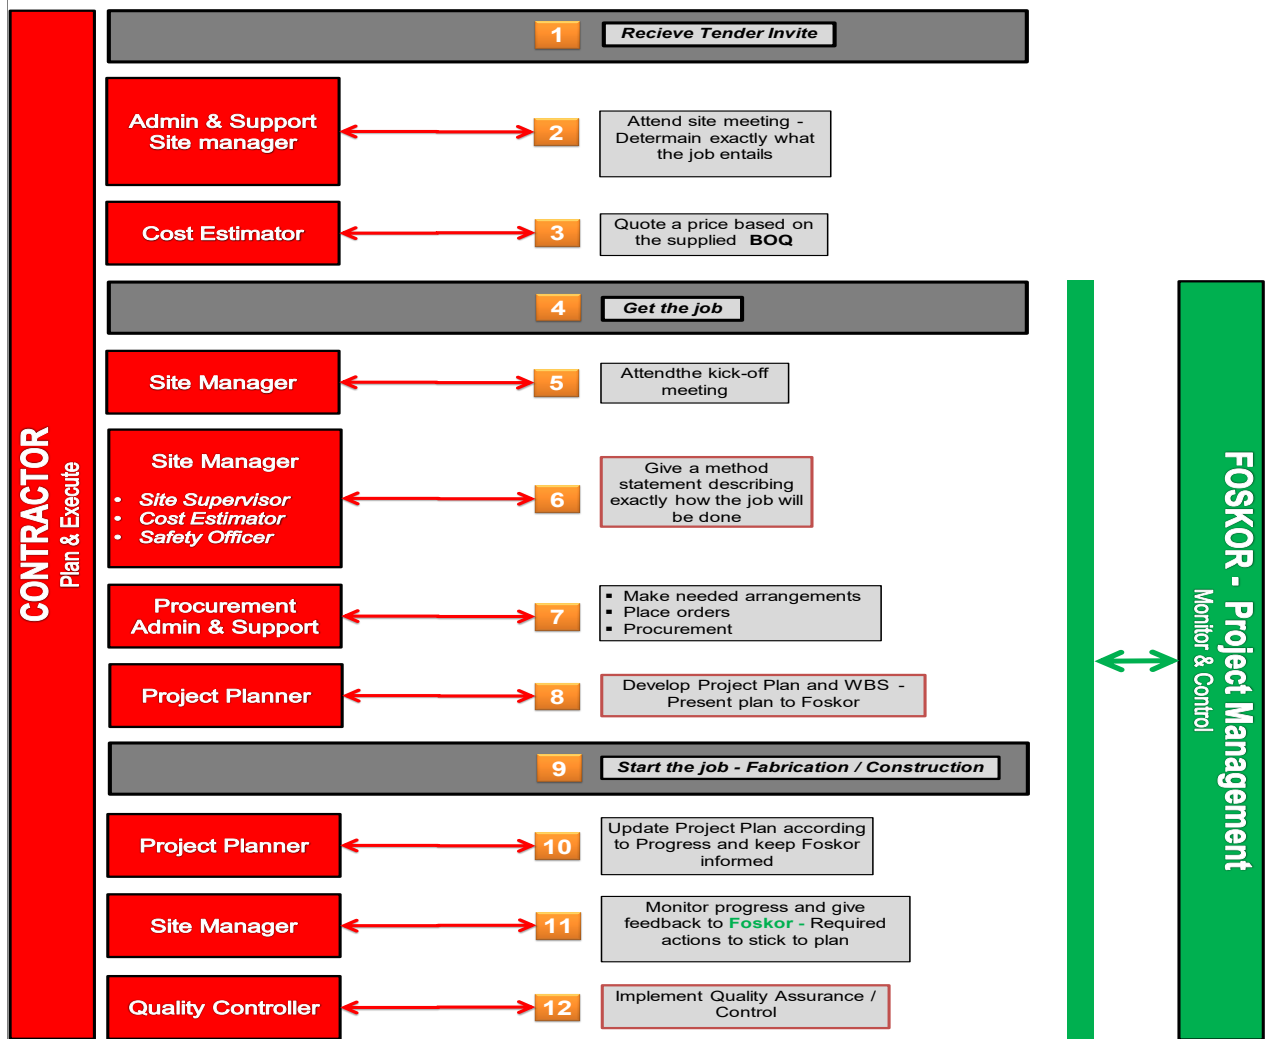 CONTRACTOR
Plan & Execute
1
Recieve Tender Invite
Admin & Support
Site manager
2
Attend site meeting -
Determain exactly what
the job entails
Cost Estimator
3
Quote a price based on
the supplied BOQ
4
Get the job
Site Manager
5
Attendthe kick-off
meeting
Site Manager
• Site Supervisor
• Cost Estimator
• Safety Officer
6
Give a method
statement describing
exactly how the job will
be done
Procurement
Admin & Support
7
▪ Make needed arrangements
▪ Place orders
▪ Procurement
Project Planner
8
Develop Project Plan and WBS -
Present plan to Foskor
9
Start the job - Fabrication / Construction
Project Planner
10
Update Project Plan according
to Progress and keep Foskor
informed
Site Manager
11
Monitor progress and give
feedback to Foskor - Required
actions to stick to plan
Quality Controller
12
Implement Quality Assurance /
Control
FOSKOR - Project Management
Monitor & Control